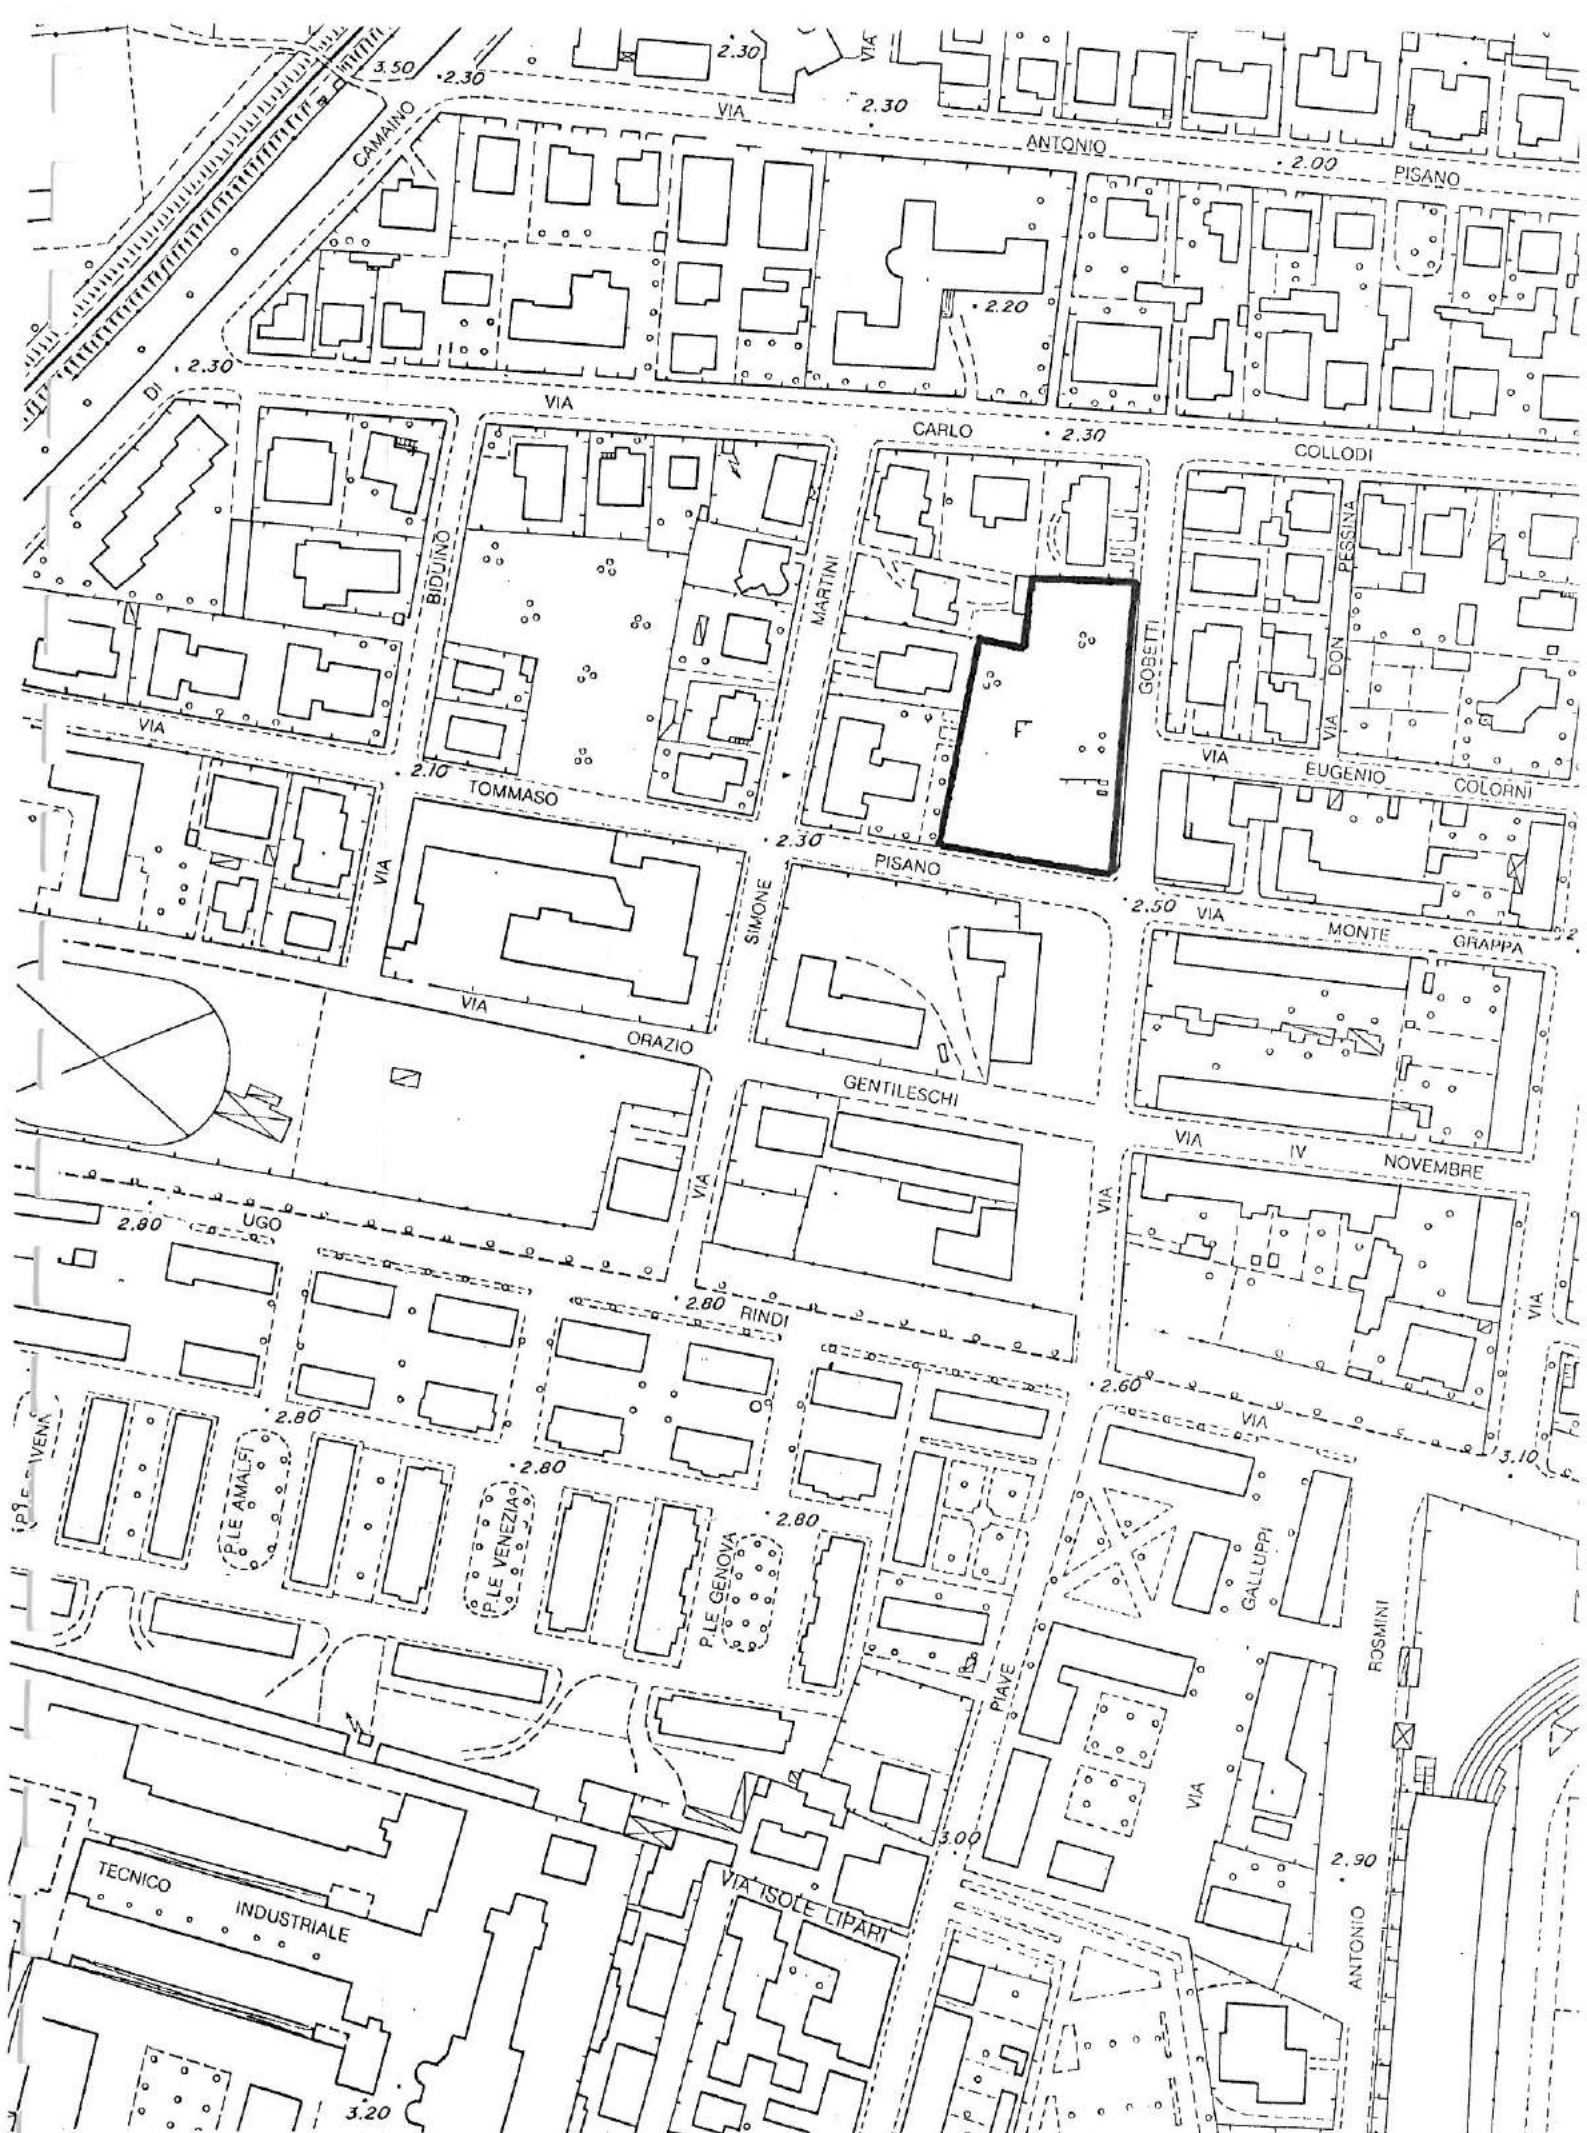 2.30
VIA
3.50
2.30
VIA
2.30
CAMAINO
ANTONIO
2.00
PISANO
2.20
DI
2.30
VIA
CARLO
2.30
COLLODI
PESSINA
BIDUINO
MARTINI
GOBETTI
DON
VIA
F
VIA
VIA
EUGENIO
COLORNI
2.10
TOMMASO
2.30
PISANO
VIA
SIMONE
2.50
VIA
MONTE
GRAPPA
VIA
ORAZIO
GENTILESCHI
VIA
IV
NOVEMBRE
VIA
VIA
2.80
UGO
2.80
RINDI
VIA
2.60
VIA
2.80
3.10
P.LE AMALFI
2.80
P.LE VENEZIA
2.80
P.LE GENOVA
GALLUPPI
ROSMINI
PIAVE
VIA
3.00
2.90
TECNICO
INDUSTRIALE
VIA ISOLE LIPARI
ANTONIO
3.20